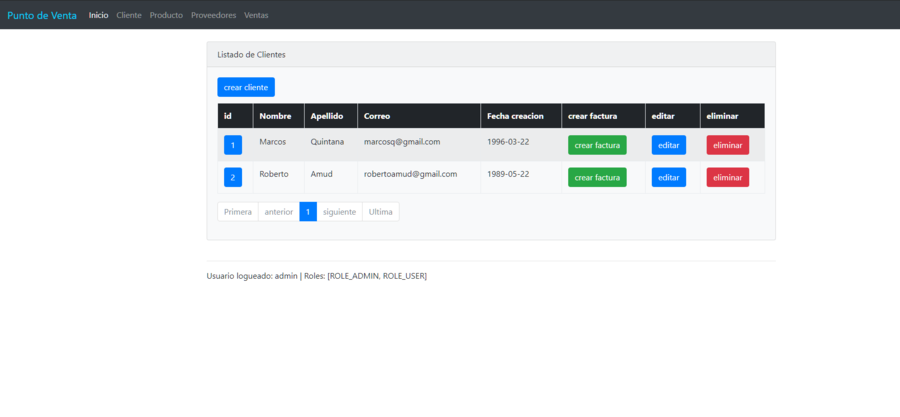 Punto de Venta Inicio Cliente Producto Proveedores Ventas
Listado de Clientes
crear cliente
id Nombre Apellido Correo Fecha creacion crear factura editar eliminar
1 Marcos Quintana marcosq@gmail.com 1996-03-22 crear factura editar eliminar
2 Roberto Amud robertoamud@gmail.com 1989-05-22 crear factura editar eliminar
Primera anterior 1 siguiente Ultima
Usuario logueado: admin | Roles: [ROLE_ADMIN, ROLE_USER]